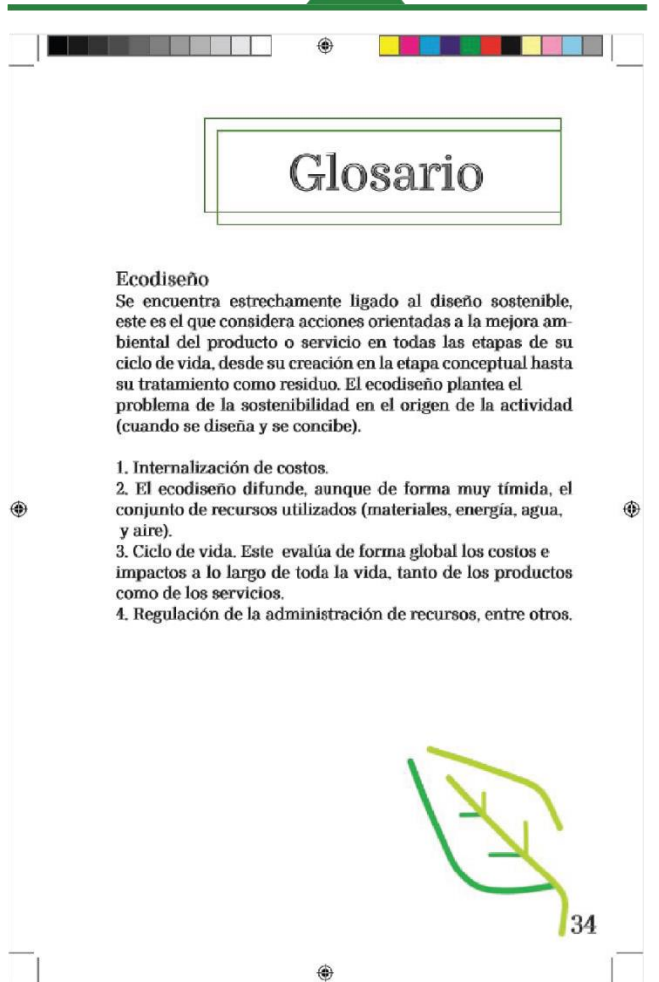 Glosario
Ecodiseño
Se encuentra estrechamente ligado al diseño sostenible,
este es el que considera acciones orientadas a la mejora am-
biental del producto o servicio en todas las etapas de su
ciclo de vida, desde su creación en la etapa conceptual hasta
su tratamiento como residuo. El ecodiseño plantea el
problema de la sostenibilidad en el origen de la actividad
(cuando se diseña y se concibe).
1. Internalización de costos.
2. El ecodiseño difunde, aunque de forma muy tímida, el
conjunto de recursos utilizados (materiales, energía, agua,
y aire).
3. Ciclo de vida. Este evalúa de forma global los costos e
impactos a lo largo de toda la vida, tanto de los productos
como de los servicios.
4. Regulación de la administración de recursos, entre otros.
34